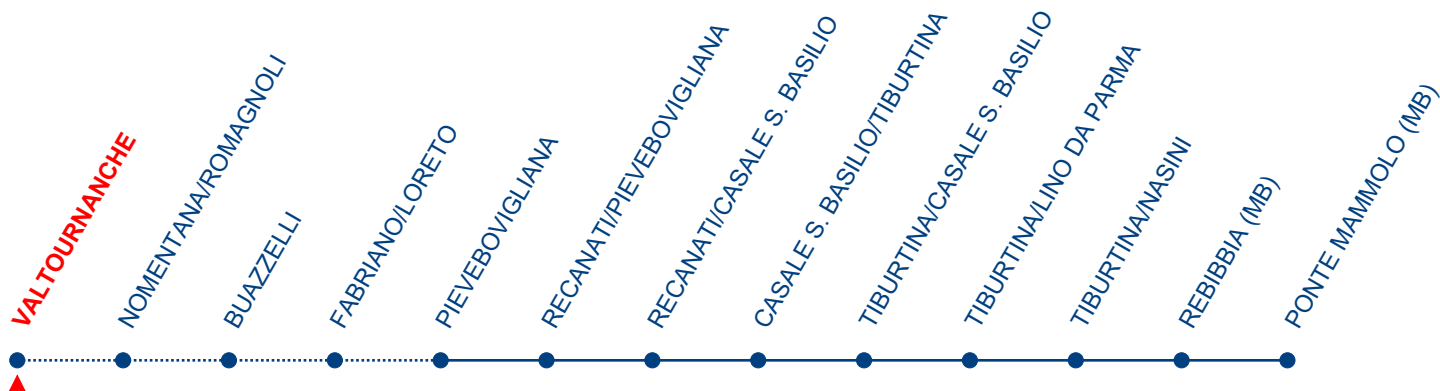 VALTOURNANCHE
NOMENTANA/ROMAGNOLI
BUAZZELLI
FABRIANO/LORETO
PIEVEBOVIGLIANA
RECANATI/PIEVEBOVIGLIANA
RECANATI/CASALE S. BASILIO
CASALE S. BASILIO/TIBURTINA
TIBURTINA/CASALE S. BASILIO
TIBURTINA/LINO DA PARMA
TIBURTINA/NASINI
REBIBBIA (MB)
PONTE MAMMOLO (MB)